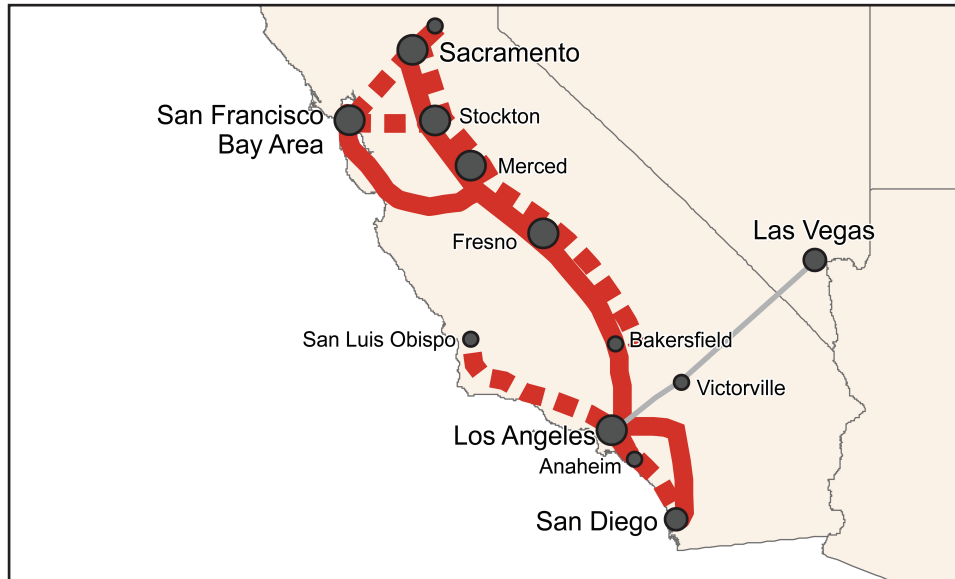 Sacramento
San Francisco
Bay Area
Stockton
Merced
Fresno
Las Vegas
San Luis Obispo
Bakersfield
Victorville
Los Angeles
Anaheim
San Diego